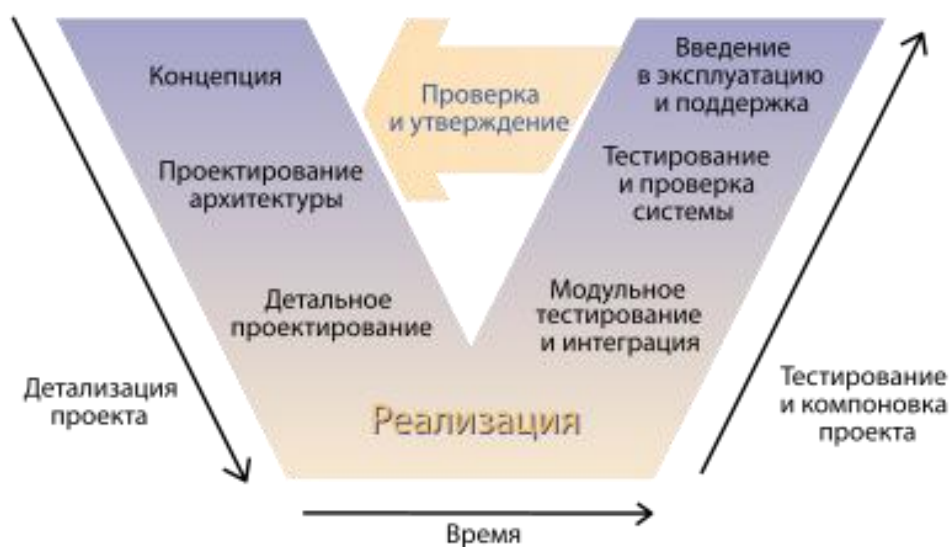 Концепция
Проектирование
архитектуры
Детальное
проектирование
Детализация
проекта
Реализация
Проверка
и утверждение
Введение
в эксплуатацию
и поддержка
Тестирование
и проверка
системы
Модульное
тестирование
и интеграция
Тестирование
и компоновка
проекта
Время